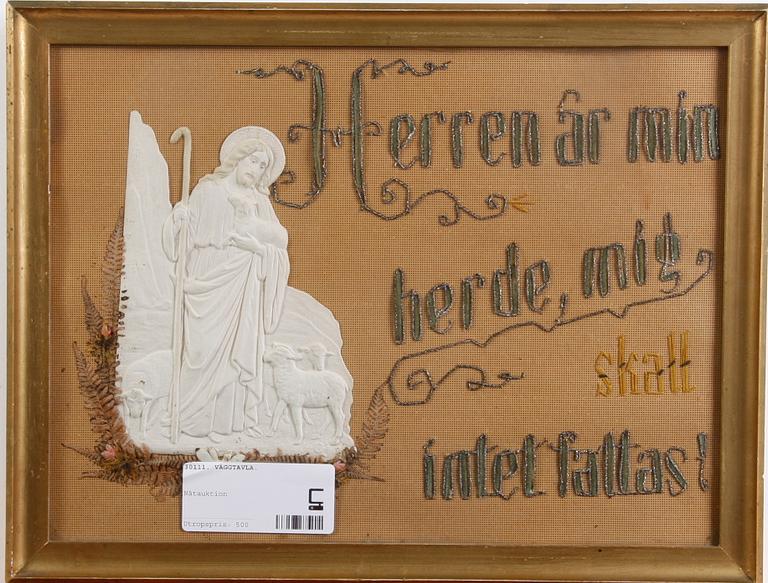 Herren är min
herde, mig
skall
intet fattas!
30111. VÄGGTAVLA.
Nätauktion
Utropspris: 500